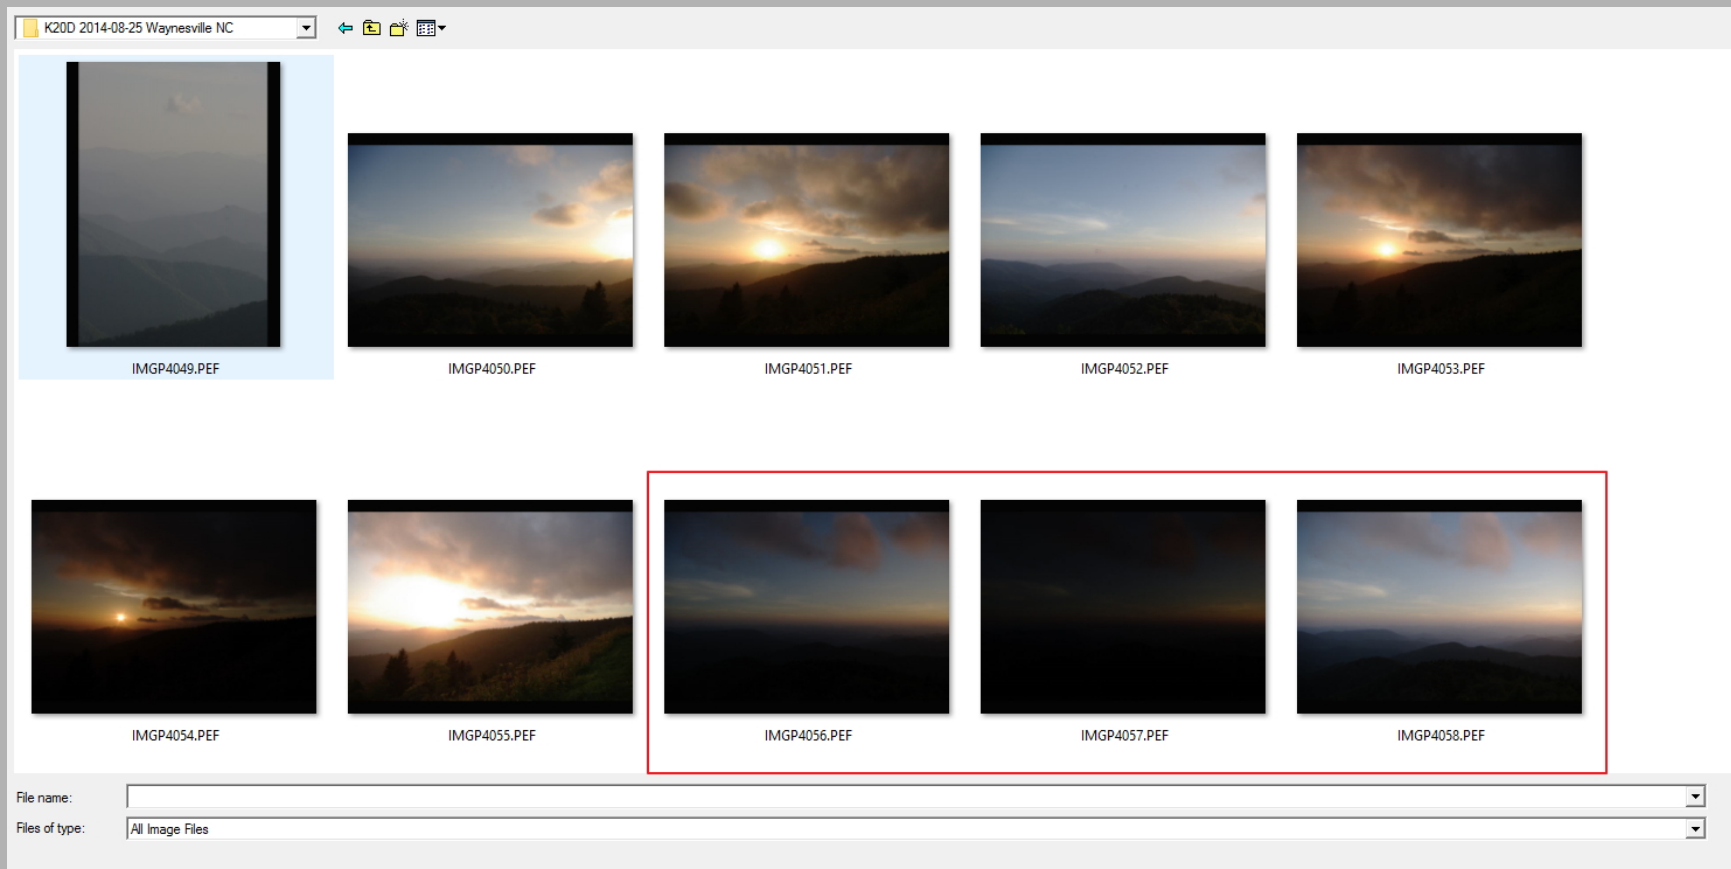 K20D 2014-08-25 Waynesville NC
IMGP4049.PEF
IMGP4050.PEF
IMGP4051.PEF
IMGP4052.PEF
IMGP4053.PEF
IMGP4054.PEF
IMGP4055.PEF
IMGP4056.PEF
IMGP4057.PEF
IMGP4058.PEF
File name:
Files of type:
All Image Files